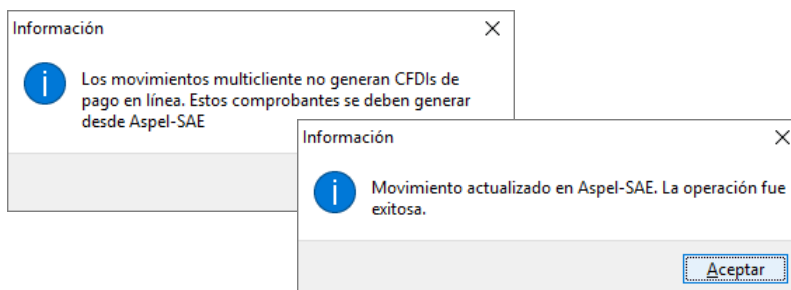 Información
Los movimientos multicliente no generan CFDIs de
pago en línea. Estos comprobantes se deben generar
desde Aspel-SAE
Información
Movimiento actualizado en Aspel-SAE. La operación fue
exitosa.
Aceptar